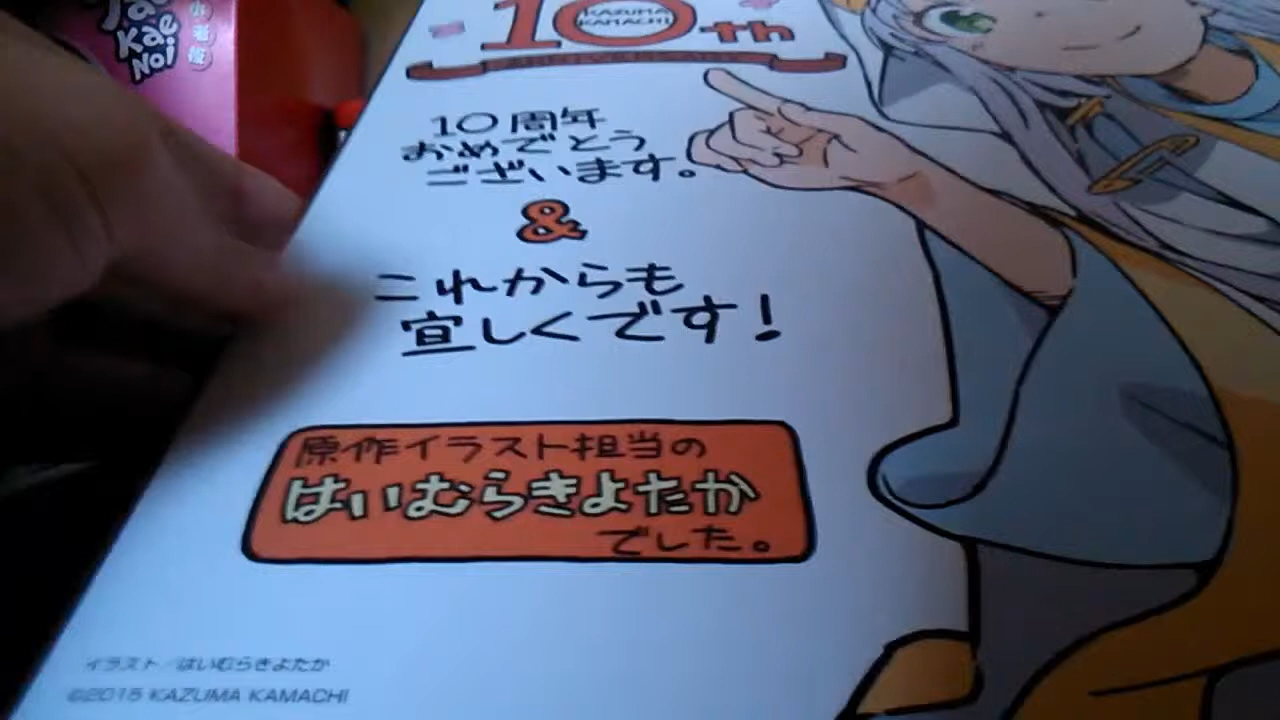 Kae
No!
10th
KAZUMA
KAMACHI
10周年
おめでとう
ございます。
&
これからも
宜しくです!
原作イラスト担当の
はいむらきよたか
でした。
イラスト/はいむらきよたか
©2015 KAZUMA KAMACHI